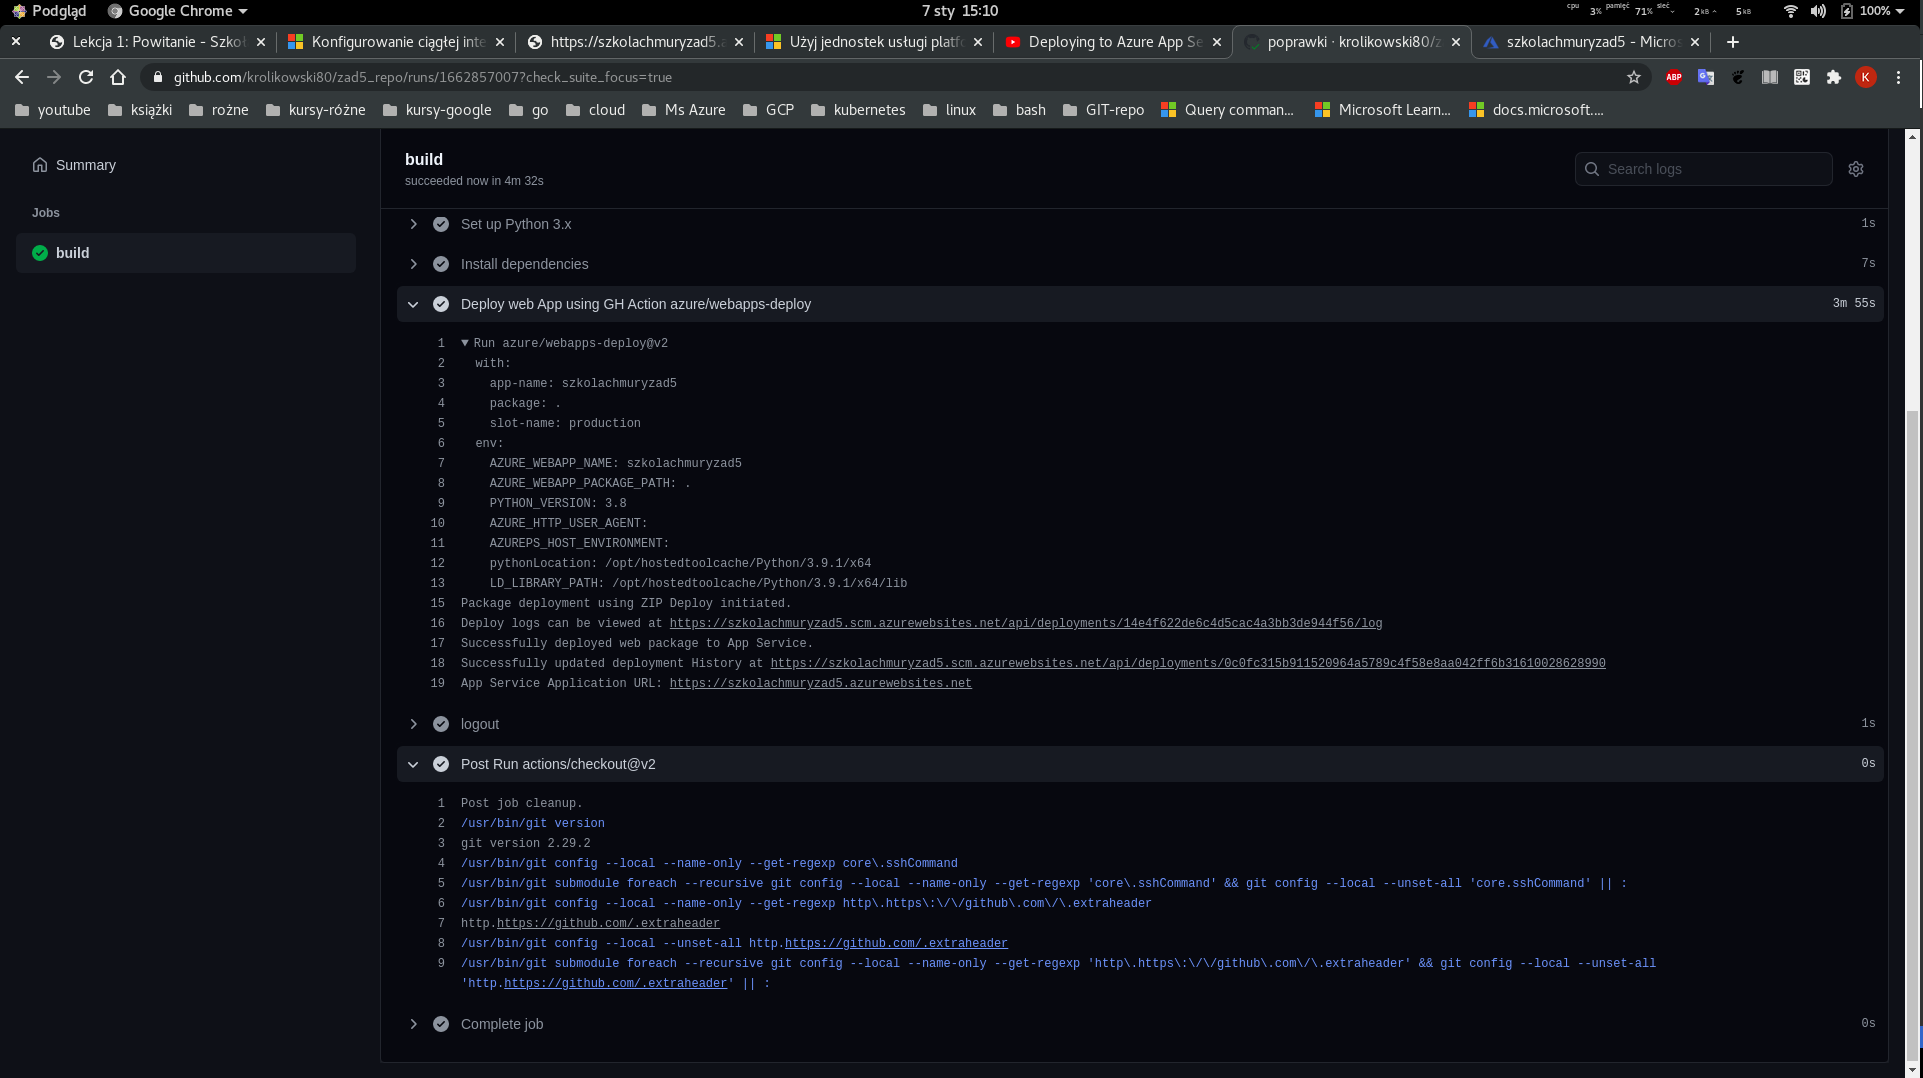 Podgląd Google Chrome 7 sty 15:10 cpu 3% pamięć 71% sieć 2 kB 5 kB 100%
Lekcja 1: Powitanie - Szkoł Konfigurowanie ciągłej inte https://szkolachmuryzad5.a Użyj jednostek usługi platfo Deploying to Azure App Se poprawki · krolikowski80/z szkolachmuryzad5 - Micros
github.com/krolikowski80/zad5_repo/runs/1662857007?check_suite_focus=true ABP K
youtube książki rożne kursy-różne kursy-google go cloud Ms Azure GCP kubernetes linux bash GIT-repo Query comman... Microsoft Learn... docs.microsoft....
Summary
Jobs
build
build
succeeded now in 4m 32s
Search logs
Set up Python 3.x 1s
Install dependencies 7s
Deploy web App using GH Action azure/webapps-deploy 3m 55s
1 ▼ Run azure/webapps-deploy@v2
2 with:
3 app-name: szkolachmuryzad5
4 package: .
5 slot-name: production
6 env:
7 AZURE_WEBAPP_NAME: szkolachmuryzad5
8 AZURE_WEBAPP_PACKAGE_PATH: .
9 PYTHON_VERSION: 3.8
10 AZURE_HTTP_USER_AGENT:
11 AZUREPS_HOST_ENVIRONMENT:
12 pythonLocation: /opt/hostedtoolcache/Python/3.9.1/x64
13 LD_LIBRARY_PATH: /opt/hostedtoolcache/Python/3.9.1/x64/lib
15 Package deployment using ZIP Deploy initiated.
16 Deploy logs can be viewed at https://szkolachmuryzad5.scm.azurewebsites.net/api/deployments/14e4f622de6c4d5cac4a3bb3de944f56/log
17 Successfully deployed web package to App Service.
18 Successfully updated deployment History at https://szkolachmuryzad5.scm.azurewebsites.net/api/deployments/0c0fc315b911520964a5789c4f58e8aa042ff6b31610028628990
19 App Service Application URL: https://szkolachmuryzad5.azurewebsites.net
logout 1s
Post Run actions/checkout@v2 0s
1 Post job cleanup.
2 /usr/bin/git version
3 git version 2.29.2
4 /usr/bin/git config --local --name-only --get-regexp core\.sshCommand
5 /usr/bin/git submodule foreach --recursive git config --local --name-only --get-regexp 'core\.sshCommand' && git config --local --unset-all 'core.sshCommand' || :
6 /usr/bin/git config --local --name-only --get-regexp http\.https\:\/\/github\.com\/\.extraheader
7 http.https://github.com/.extraheader
8 /usr/bin/git config --local --unset-all http.https://github.com/.extraheader
9 /usr/bin/git submodule foreach --recursive git config --local --name-only --get-regexp 'http\.https\:\/\/github\.com\/\.extraheader' && git config --local --unset-all
'http.https://github.com/.extraheader' || :
Complete job 0s